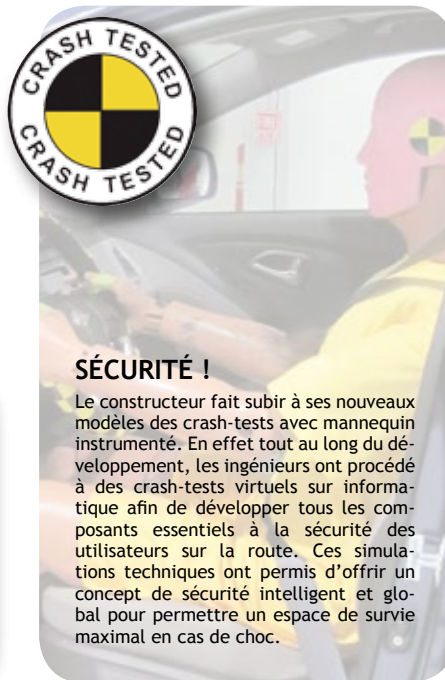 CRASH TESTED
CRASH TESTED
SÉCURITÉ !
Le constructeur fait subir à ses nouveaux
modèles des crash-tests avec mannequin
instrumenté. En effet tout au long du dé-
veloppement, les ingénieurs ont procédé
à des crash-tests virtuels sur informa-
tique afin de développer tous les com-
posants essentiels à la sécurité des
utilisateurs sur la route. Ces simula-
tions techniques ont permis d’offrir un
concept de sécurité intelligent et glo-
bal pour permettre un espace de survie
maximal en cas de choc.